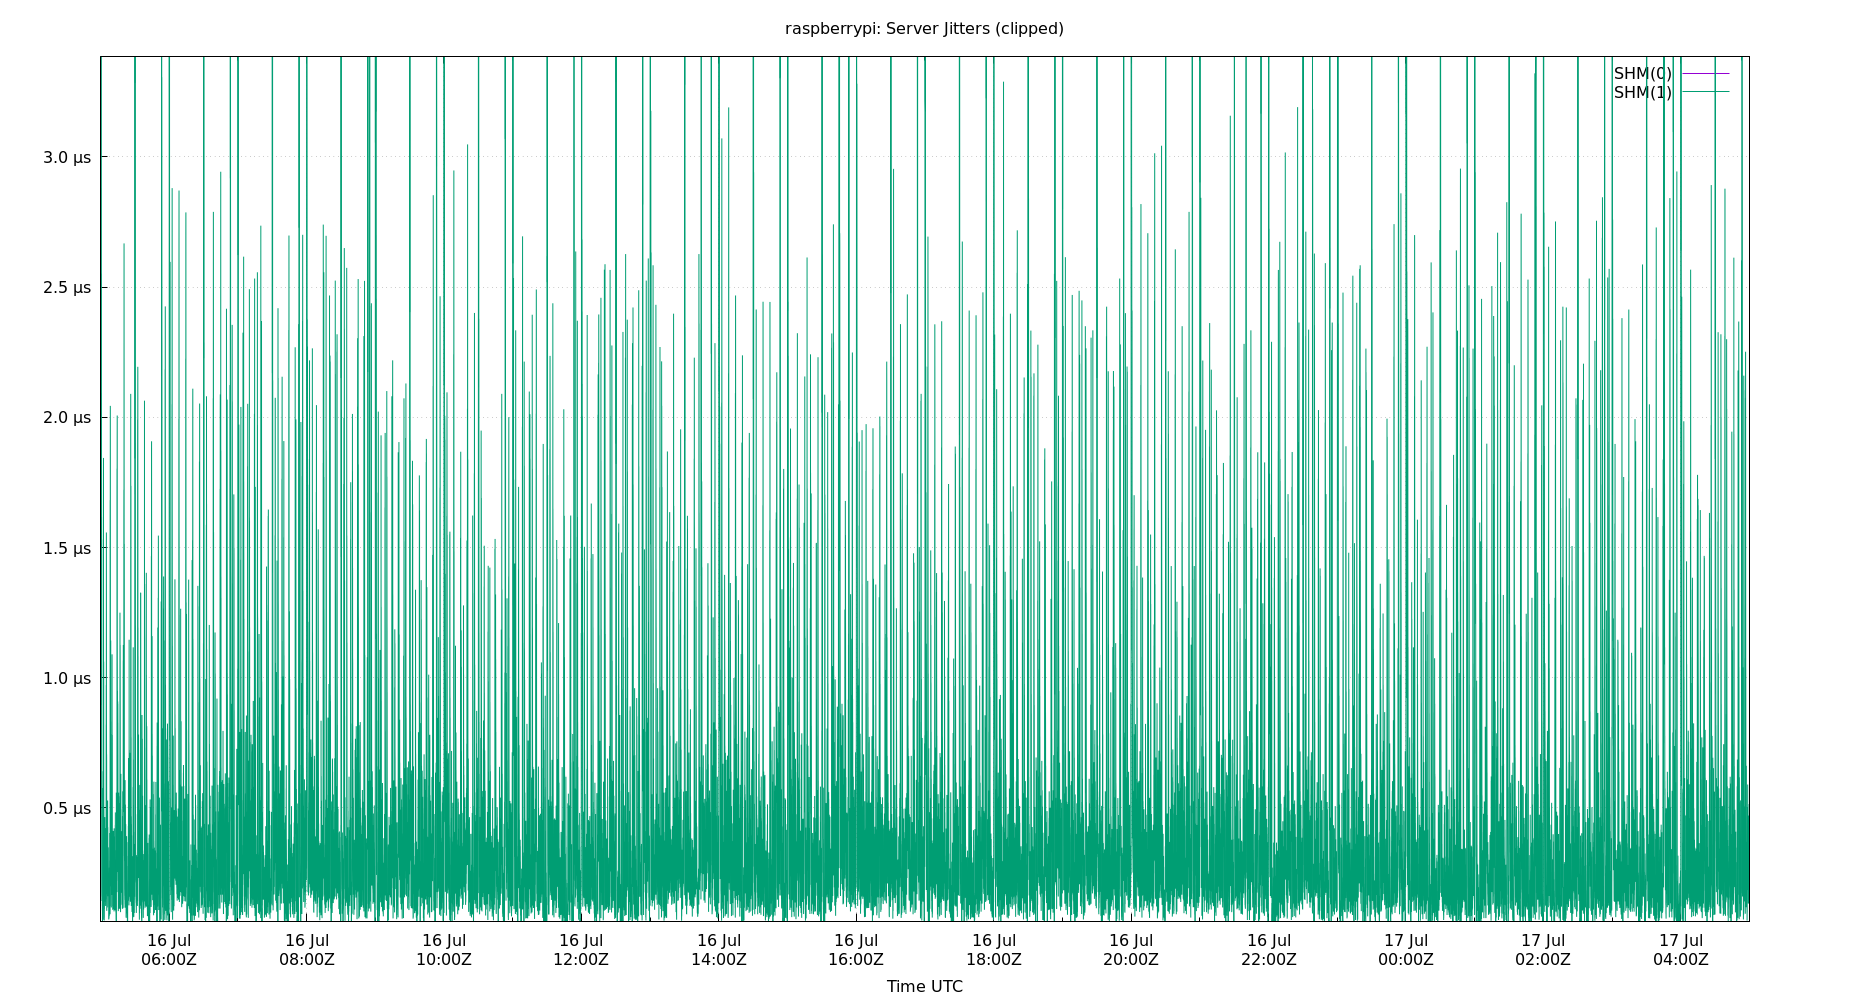 raspberrypi: Server Jitters (clipped)
SHM(0)
SHM(1)
3.0 µs
2.5 µs
2.0 µs
1.5 µs
1.0 µs
0.5 µs
16 Jul 16 Jul 16 Jul 16 Jul 16 Jul 16 Jul 16 Jul 16 Jul 16 Jul 17 Jul 17 Jul 17 Jul
06:00Z 08:00Z 10:00Z 12:00Z 14:00Z 16:00Z 18:00Z 20:00Z 22:00Z 00:00Z 02:00Z 04:00Z
Time UTC